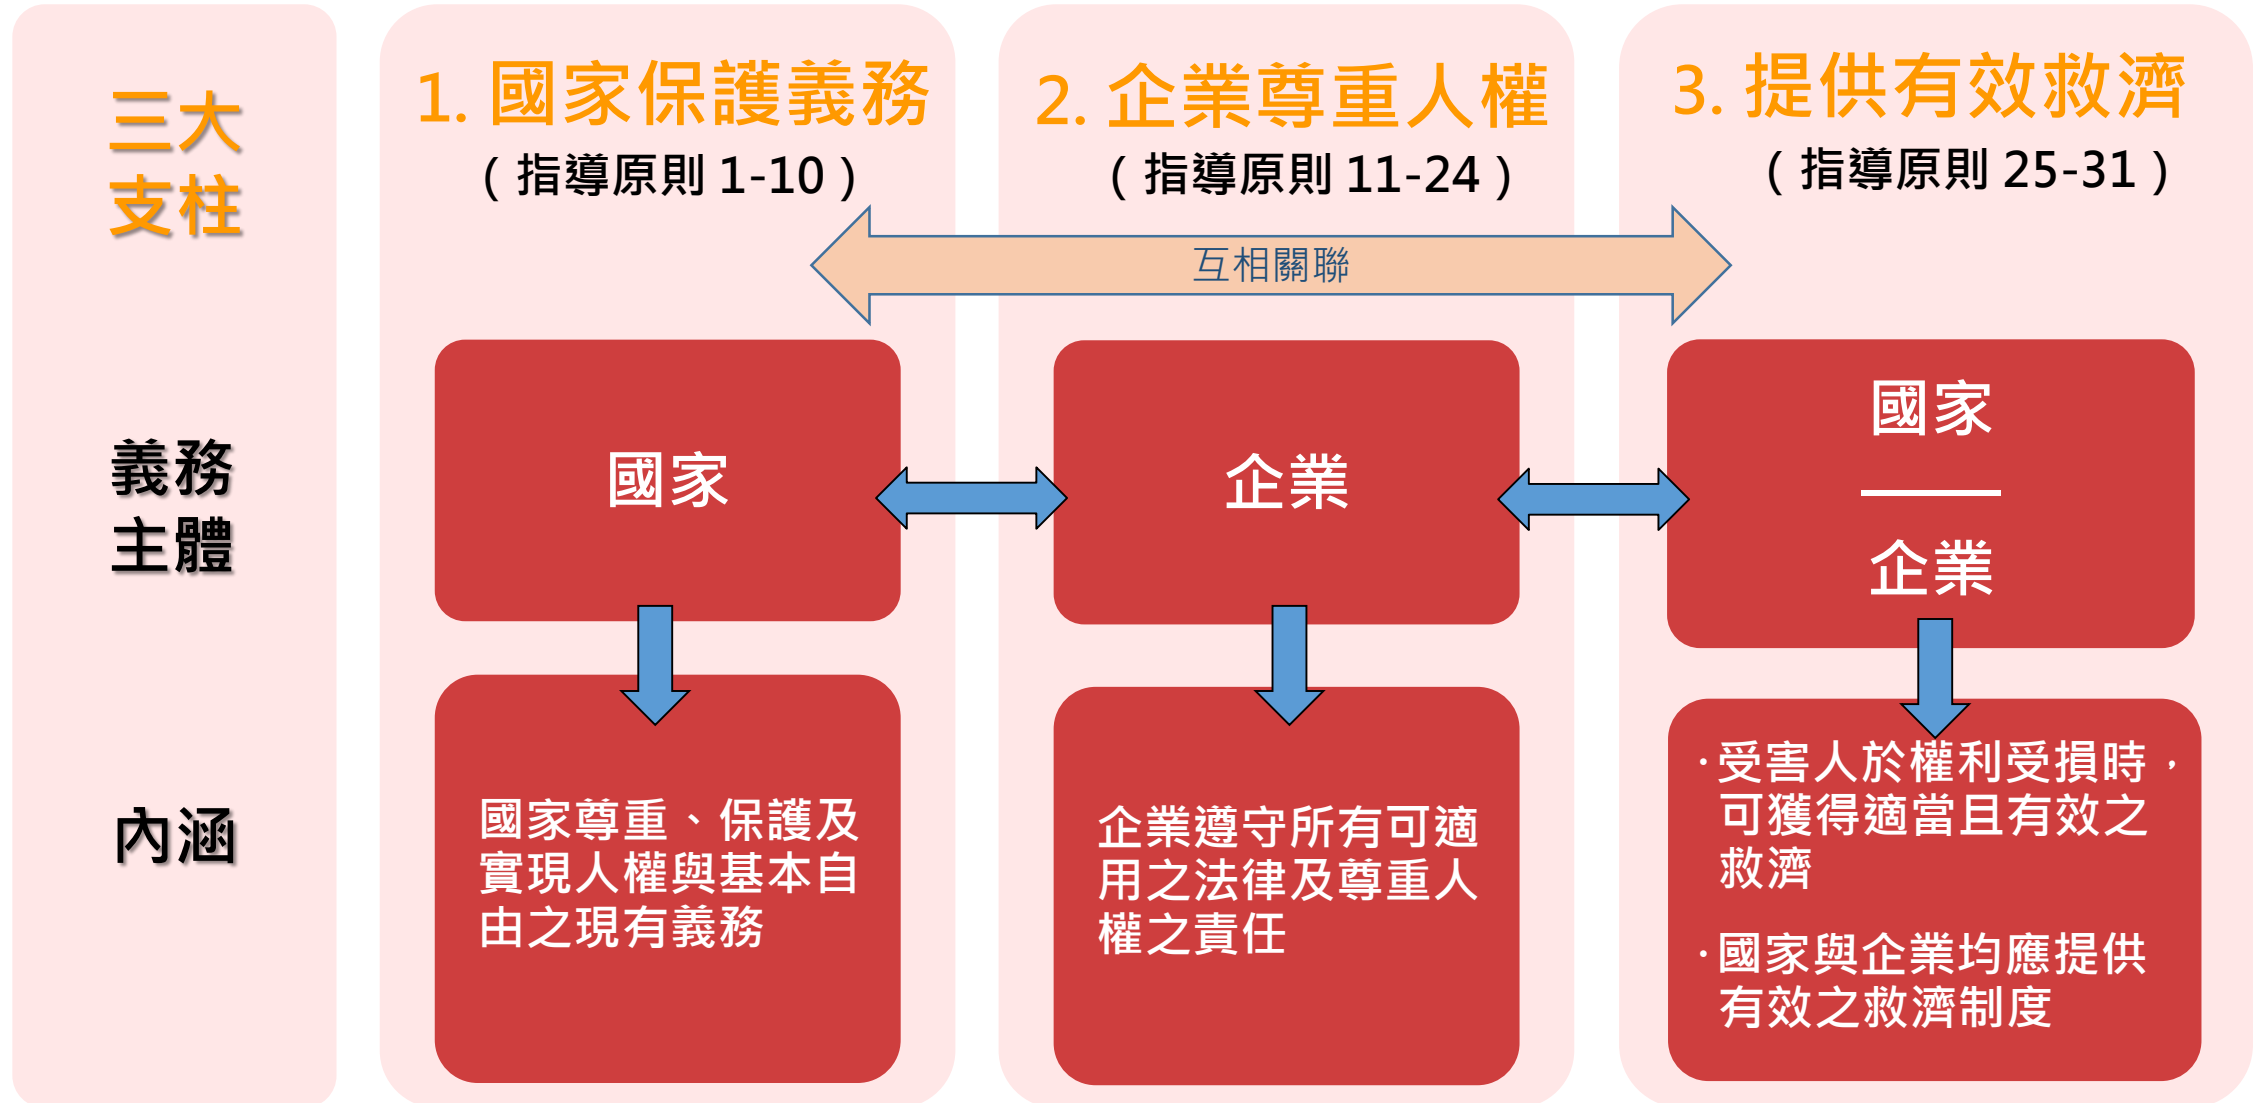 三大
支柱
1. 國家保護義務
（指導原則 1-10）
2. 企業尊重人權
（指導原則 11-24）
3. 提供有效救濟
（指導原則 25-31）
互相關聯
義務
主體
國家
企業
國家
企業
內涵
國家尊重、保護及
實現人權與基本自
由之現有義務
企業遵守所有可適
用之法律及尊重人
權之責任
·受害人於權利受損時，
可獲得適當且有效之
救濟
·國家與企業均應提供
有效之救濟制度